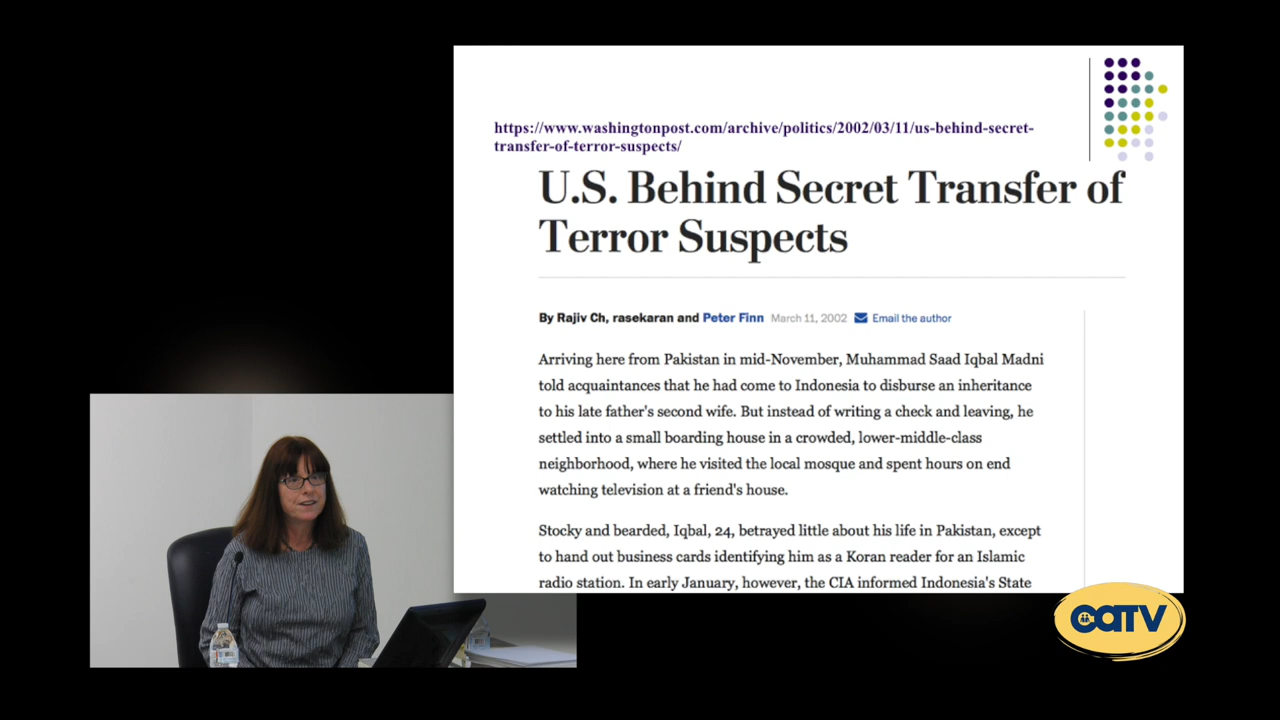 https://www.washingtonpost.com/archive/politics/2002/03/11/us-behind-secret-
transfer-of-terror-suspects/
U.S. Behind Secret Transfer of
Terror Suspects
By Rajiv Ch, rasekaran and Peter Finn March 11, 2002 Email the author
Arriving here from Pakistan in mid-November, Muhammad Saad Iqbal Madni
told acquaintances that he had come to Indonesia to disburse an inheritance
to his late father's second wife. But instead of writing a check and leaving, he
settled into a small boarding house in a crowded, lower-middle-class
neighborhood, where he visited the local mosque and spent hours on end
watching television at a friend's house.
Stocky and bearded, Iqbal, 24, betrayed little about his life in Pakistan, except
to hand out business cards identifying him as a Koran reader for an Islamic
radio station. In early January, however, the CIA informed Indonesia's State
CATV